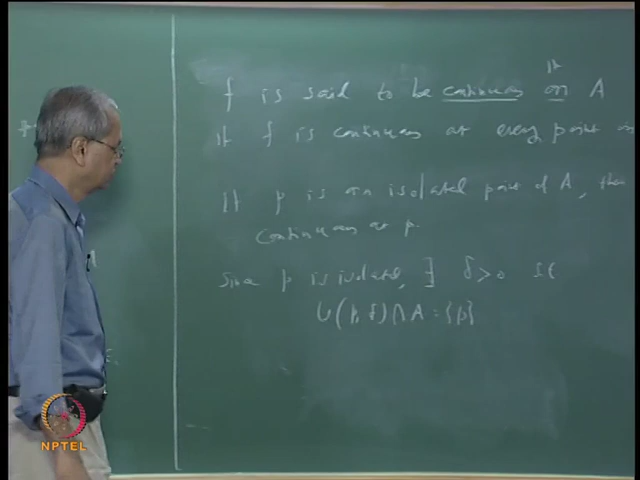 f is said to be continuous on A
if f is continuous at every point in
If p is an isolated point of A, then
continuous at p.
Since p is isolated, ∃ δ > 0 s.t
U(p, δ) ∩ A = {p}
NPTEL